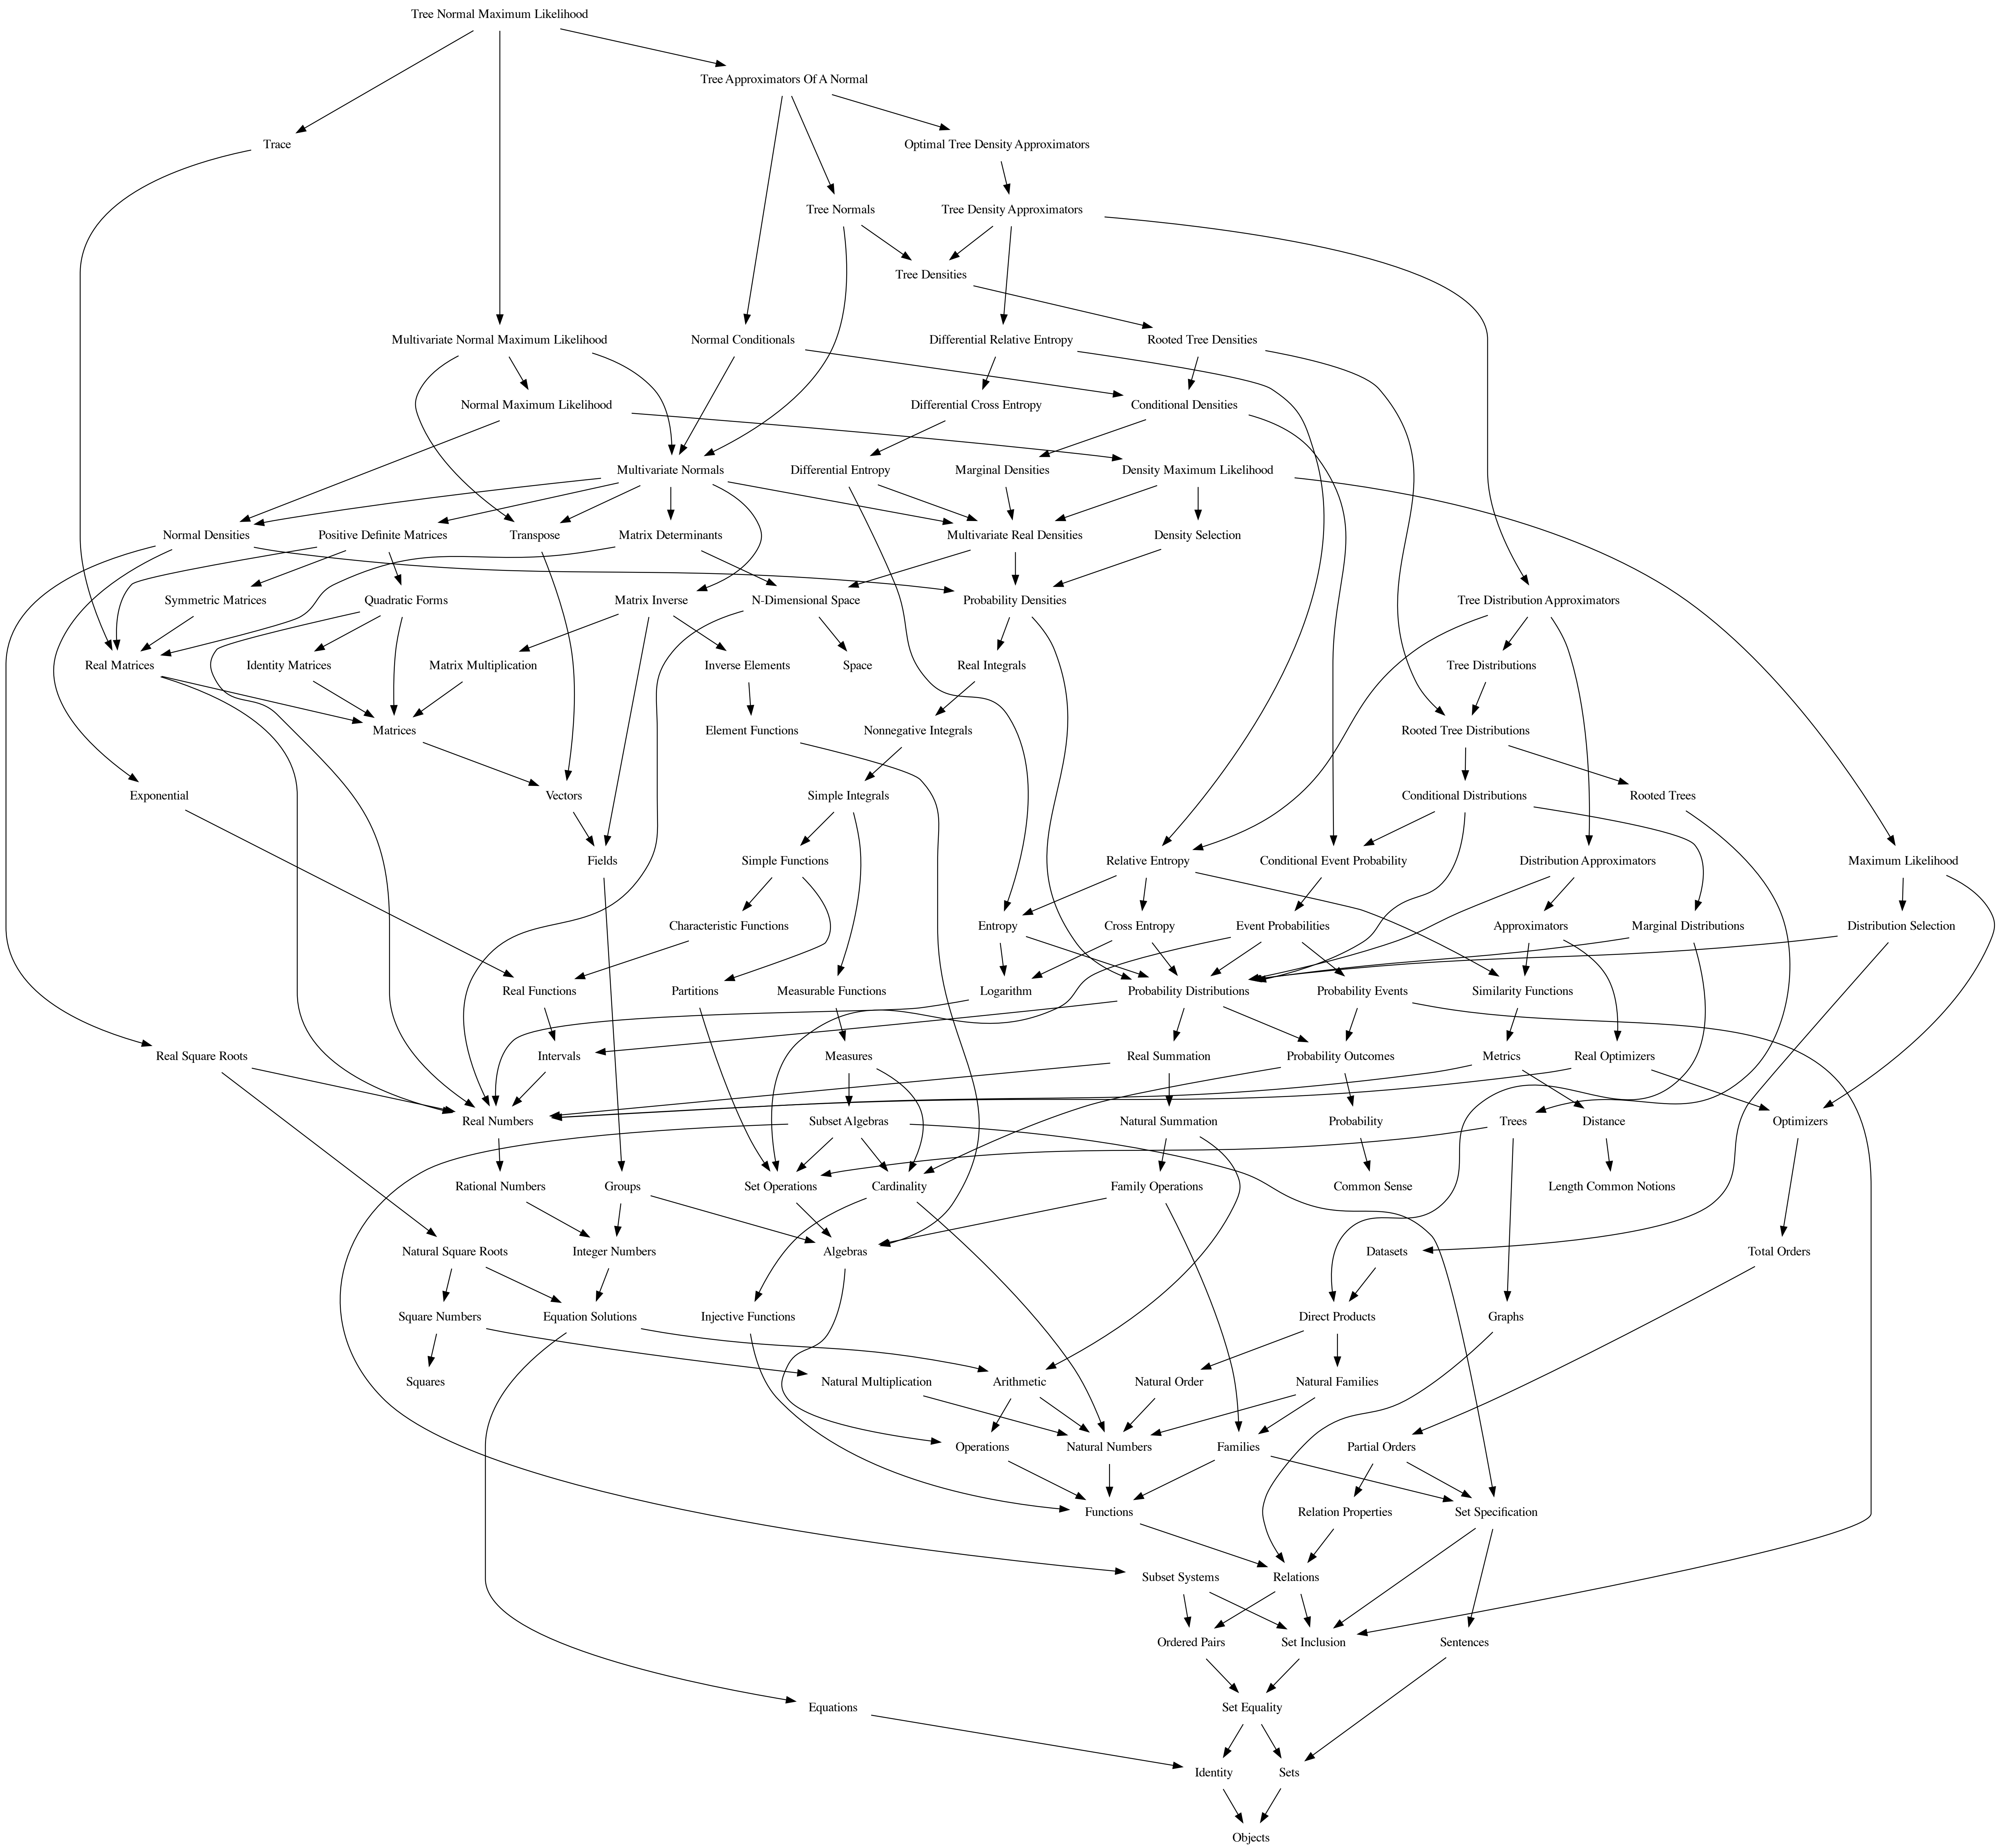 Tree Normal Maximum Likelihood
Tree Approximators Of A Normal
Trace
Optimal Tree Density Approximators
Tree Normals
Tree Density Approximators
Tree Densities
Multivariate Normal Maximum Likelihood
Normal Conditionals
Differential Relative Entropy
Rooted Tree Densities
Normal Maximum Likelihood
Differential Cross Entropy
Conditional Densities
Multivariate Normals
Differential Entropy
Marginal Densities
Density Maximum Likelihood
Normal Densities
Positive Definite Matrices
Transpose
Matrix Determinants
Multivariate Real Densities
Density Selection
Symmetric Matrices
Quadratic Forms
Matrix Inverse
N-Dimensional Space
Probability Densities
Tree Distribution Approximators
Real Matrices
Identity Matrices
Matrix Multiplication
Inverse Elements
Space
Real Integrals
Tree Distributions
Matrices
Element Functions
Nonnegative Integrals
Rooted Tree Distributions
Exponential
Vectors
Simple Integrals
Conditional Distributions
Rooted Trees
Fields
Simple Functions
Relative Entropy
Conditional Event Probability
Distribution Approximators
Maximum Likelihood
Characteristic Functions
Entropy
Cross Entropy
Event Probabilities
Approximators
Marginal Distributions
Distribution Selection
Real Functions
Partitions
Measurable Functions
Logarithm
Probability Distributions
Probability Events
Similarity Functions
Real Square Roots
Intervals
Measures
Real Summation
Probability Outcomes
Metrics
Real Optimizers
Real Numbers
Subset Algebras
Natural Summation
Probability
Trees
Distance
Optimizers
Rational Numbers
Groups
Set Operations
Cardinality
Family Operations
Common Sense
Length Common Notions
Natural Square Roots
Integer Numbers
Algebras
Datasets
Total Orders
Square Numbers
Equation Solutions
Injective Functions
Direct Products
Graphs
Squares
Natural Multiplication
Arithmetic
Natural Order
Natural Families
Operations
Natural Numbers
Families
Partial Orders
Functions
Relation Properties
Set Specification
Subset Systems
Relations
Ordered Pairs
Set Inclusion
Sentences
Equations
Set Equality
Identity
Sets
Objects